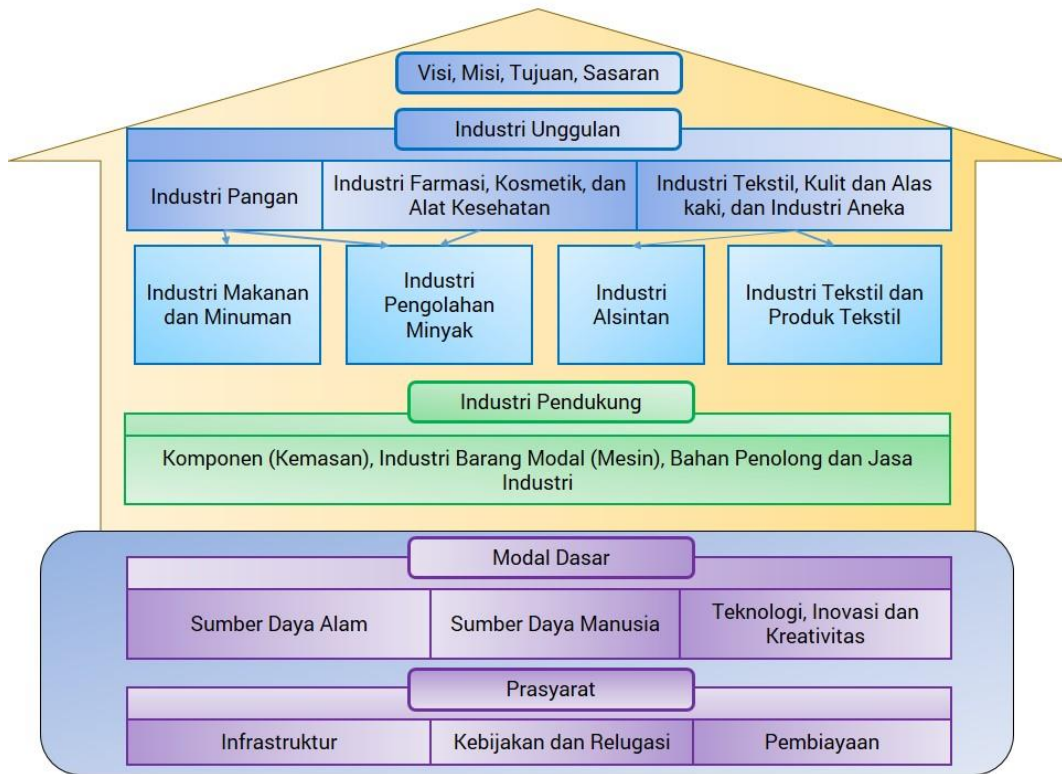 Visi, Misi, Tujuan, Sasaran
Industri Unggulan
Industri Pangan
Industri Farmasi, Kosmetik, dan
Alat Kesehatan
Industri Tekstil, Kulit dan Alas
kaki, dan Industri Aneka
Industri Makanan
dan Minuman
Industri
Pengolahan
Minyak
Industri
Alsintan
Industri Tekstil dan
Produk Tekstil
Industri Pendukung
Komponen (Kemasan), Industri Barang Modal (Mesin), Bahan Penolong dan Jasa
Industri
Modal Dasar
Sumber Daya Alam
Sumber Daya Manusia
Teknologi, Inovasi dan
Kreativitas
Prasyarat
Infrastruktur
Kebijakan dan Relugasi
Pembiayaan